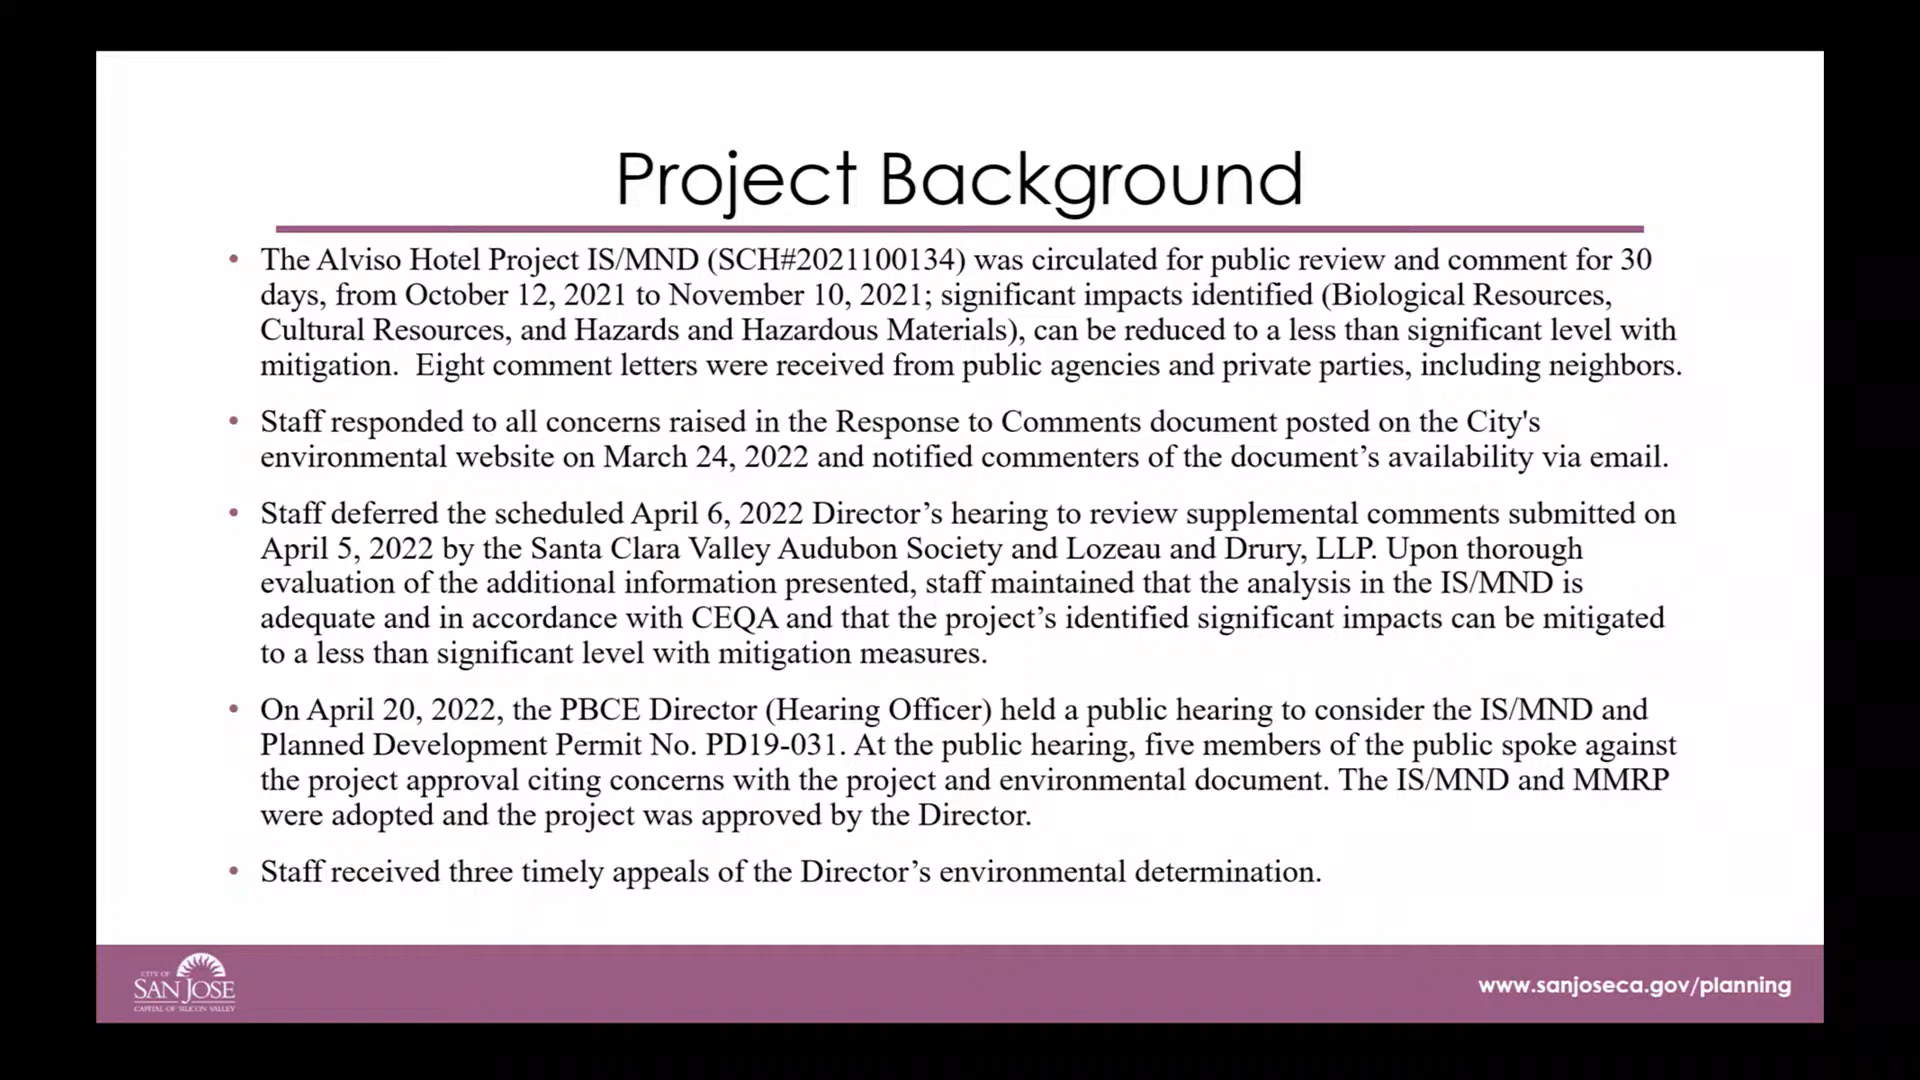 Project Background
• The Alviso Hotel Project IS/MND (SCH#2021100134) was circulated for public review and comment for 30
days, from October 12, 2021 to November 10, 2021; significant impacts identified (Biological Resources,
Cultural Resources, and Hazards and Hazardous Materials), can be reduced to a less than significant level with
mitigation.  Eight comment letters were received from public agencies and private parties, including neighbors.
• Staff responded to all concerns raised in the Response to Comments document posted on the City's
environmental website on March 24, 2022 and notified commenters of the document’s availability via email.
• Staff deferred the scheduled April 6, 2022 Director’s hearing to review supplemental comments submitted on
April 5, 2022 by the Santa Clara Valley Audubon Society and Lozeau and Drury, LLP. Upon thorough
evaluation of the additional information presented, staff maintained that the analysis in the IS/MND is
adequate and in accordance with CEQA and that the project’s identified significant impacts can be mitigated
to a less than significant level with mitigation measures.
• On April 20, 2022, the PBCE Director (Hearing Officer) held a public hearing to consider the IS/MND and
Planned Development Permit No. PD19-031. At the public hearing, five members of the public spoke against
the project approval citing concerns with the project and environmental document. The IS/MND and MMRP
were adopted and the project was approved by the Director.
• Staff received three timely appeals of the Director’s environmental determination.
CITY OF
SAN JOSE
CAPITAL OF SILICON VALLEY
www.sanjoseca.gov/planning